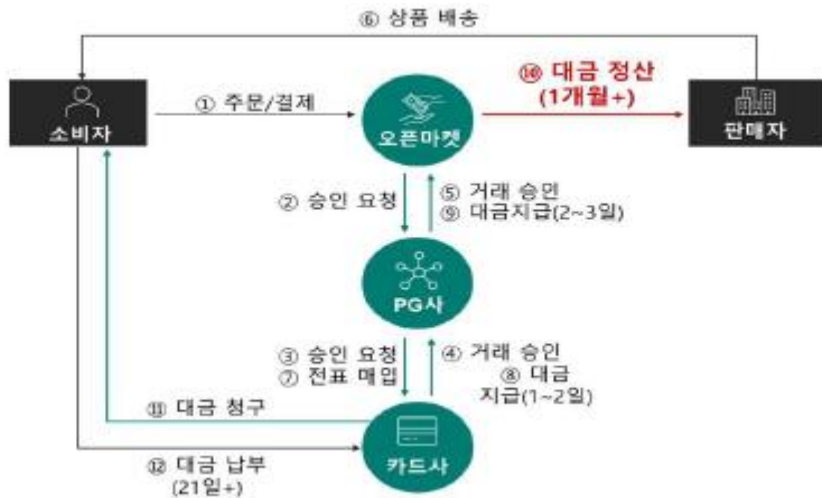 ⑥ 상품 배송
소비자
① 주문/결제
오픈마켓
⑩ 대금 정산
(1개월+)
판매자
② 승인 요청
⑤ 거래 승인
⑨ 대금지급(2~3일)
PG사
③ 승인 요청
⑦ 전표 매입
④ 거래 승인
⑧ 대금
지급(1~2일)
⑪ 대금 청구
카드사
⑫ 대금 납부
(21일+)